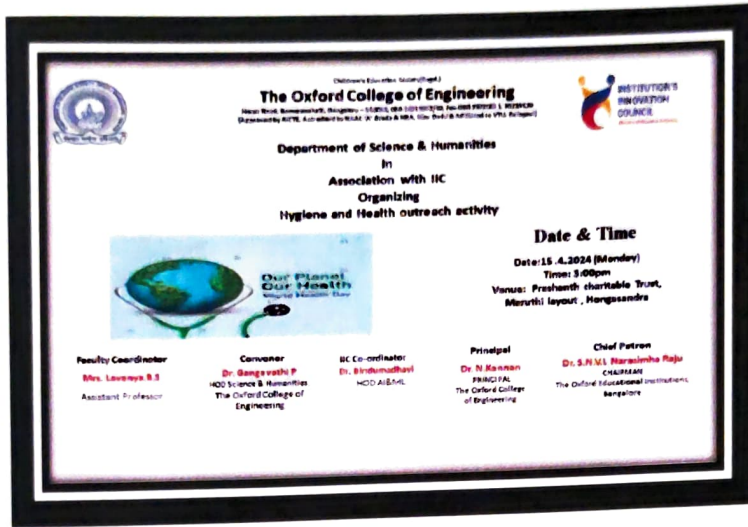 Children's Education Society (Regd.)
The Oxford College of Engineering
Department of Science & Humanities
In
Association with IIC
Organizing
Hygiene and Health outreach activity
INSTITUTION'S
INNOVATION
COUNCIL
Our Planet
Our Health
World Health Day
Date & Time
Date:15 .4.2024 (Monday)
Time: 3:00pm
Venue: Prashanth charitable Trust,
Maruthi layout , Hongasandra
Faculty Coordinator
Mrs. Lavanya B.S
Assistant Professor
Convener
Dr. Gangavathi P
HOD Science & Humanities
The Oxford College of
Engineering
IIC Co-ordinator
Dr. Bindumadhavi
HOD AI&ML
Principal
Dr. N.Kannan
PRINCIPAL
The Oxford College
of Engineering
Chief Patron
Dr. S.N.V.L Narasimha Raju
CHAIRMAN
The Oxford Educational Institutions
Bangalore